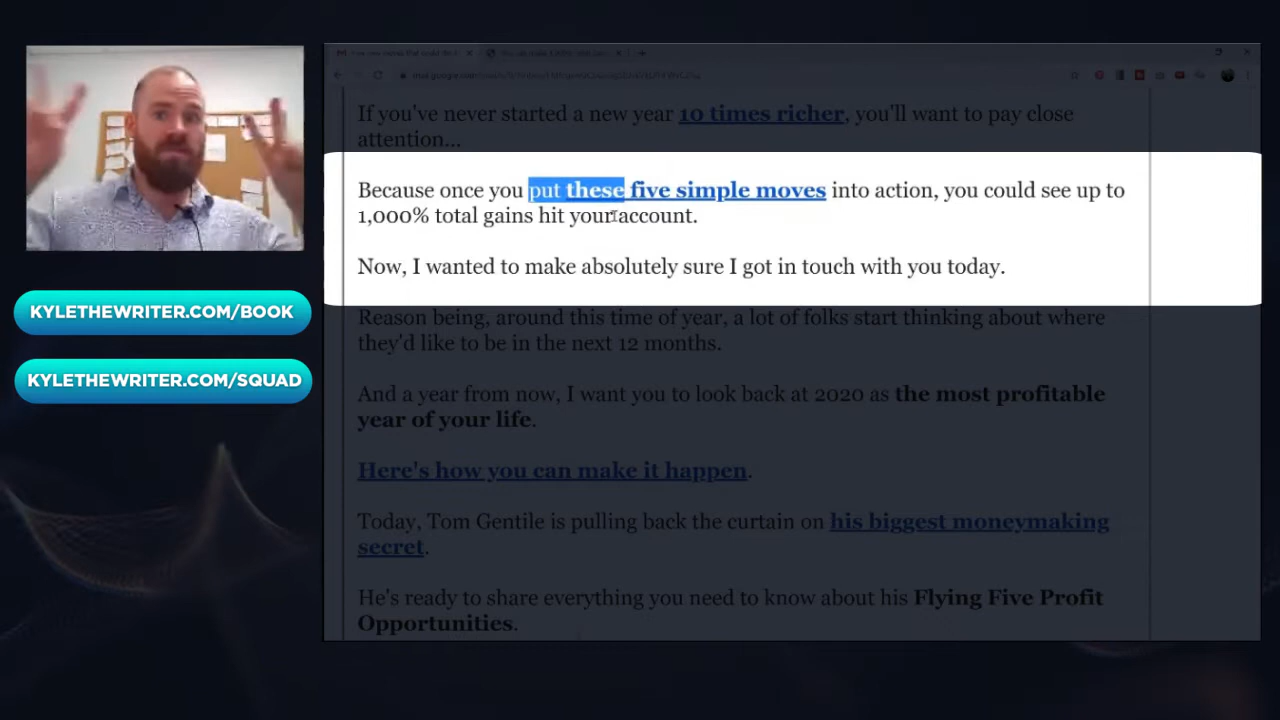 If you've never started a new year 10 times richer, you'll want to pay close
attention...
Because once you put these five simple moves into action, you could see up to
1,000% total gains hit your account.
Now, I wanted to make absolutely sure I got in touch with you today.
Reason being, around this time of year, a lot of folks start thinking about where
they'd like to be in the next 12 months.
And a year from now, I want you to look back at 2020 as the most profitable
year of your life.
Here's how you can make it happen.
Today, Tom Gentile is pulling back the curtain on his biggest moneymaking
secret.
He's ready to share everything you need to know about his Flying Five Profit
Opportunities.
KYLETHEWRITER.COM/BOOK
KYLETHEWRITER.COM/SQUAD